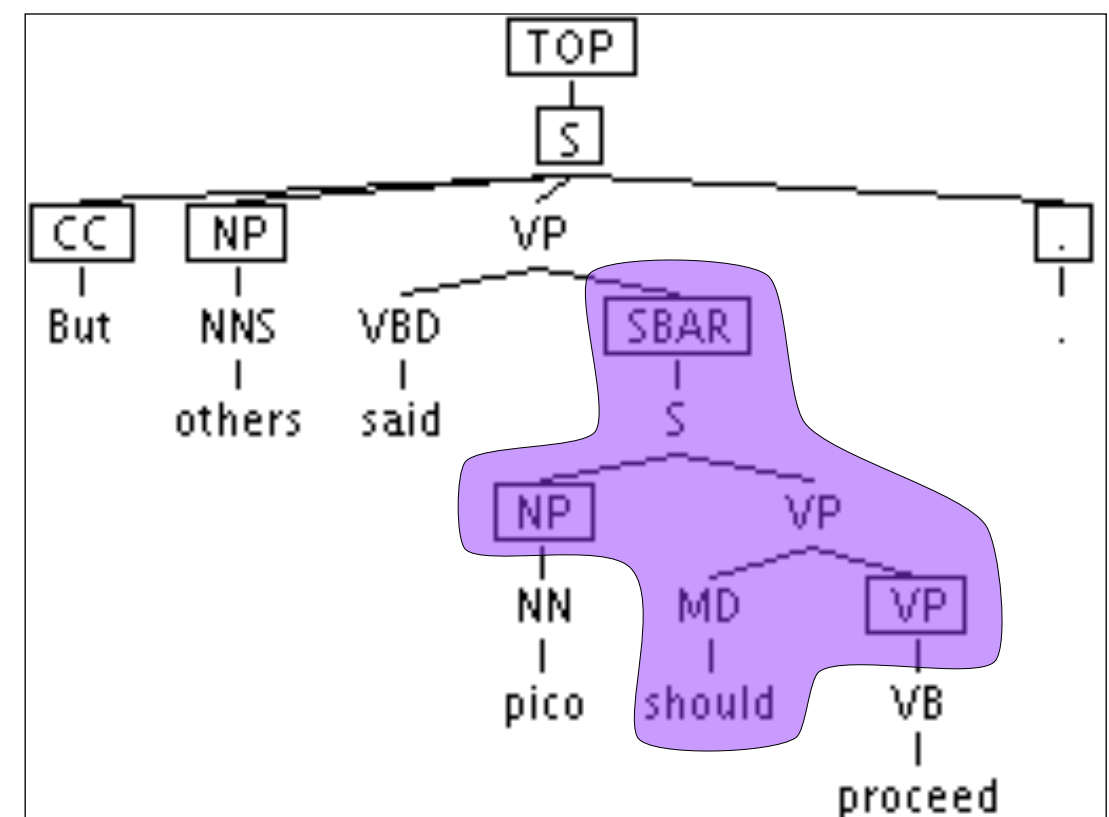 TOP
S
CC NP VP .
But NNS VBD SBAR .
others said S
NP VP
NN MD VP
pico should VB
proceed